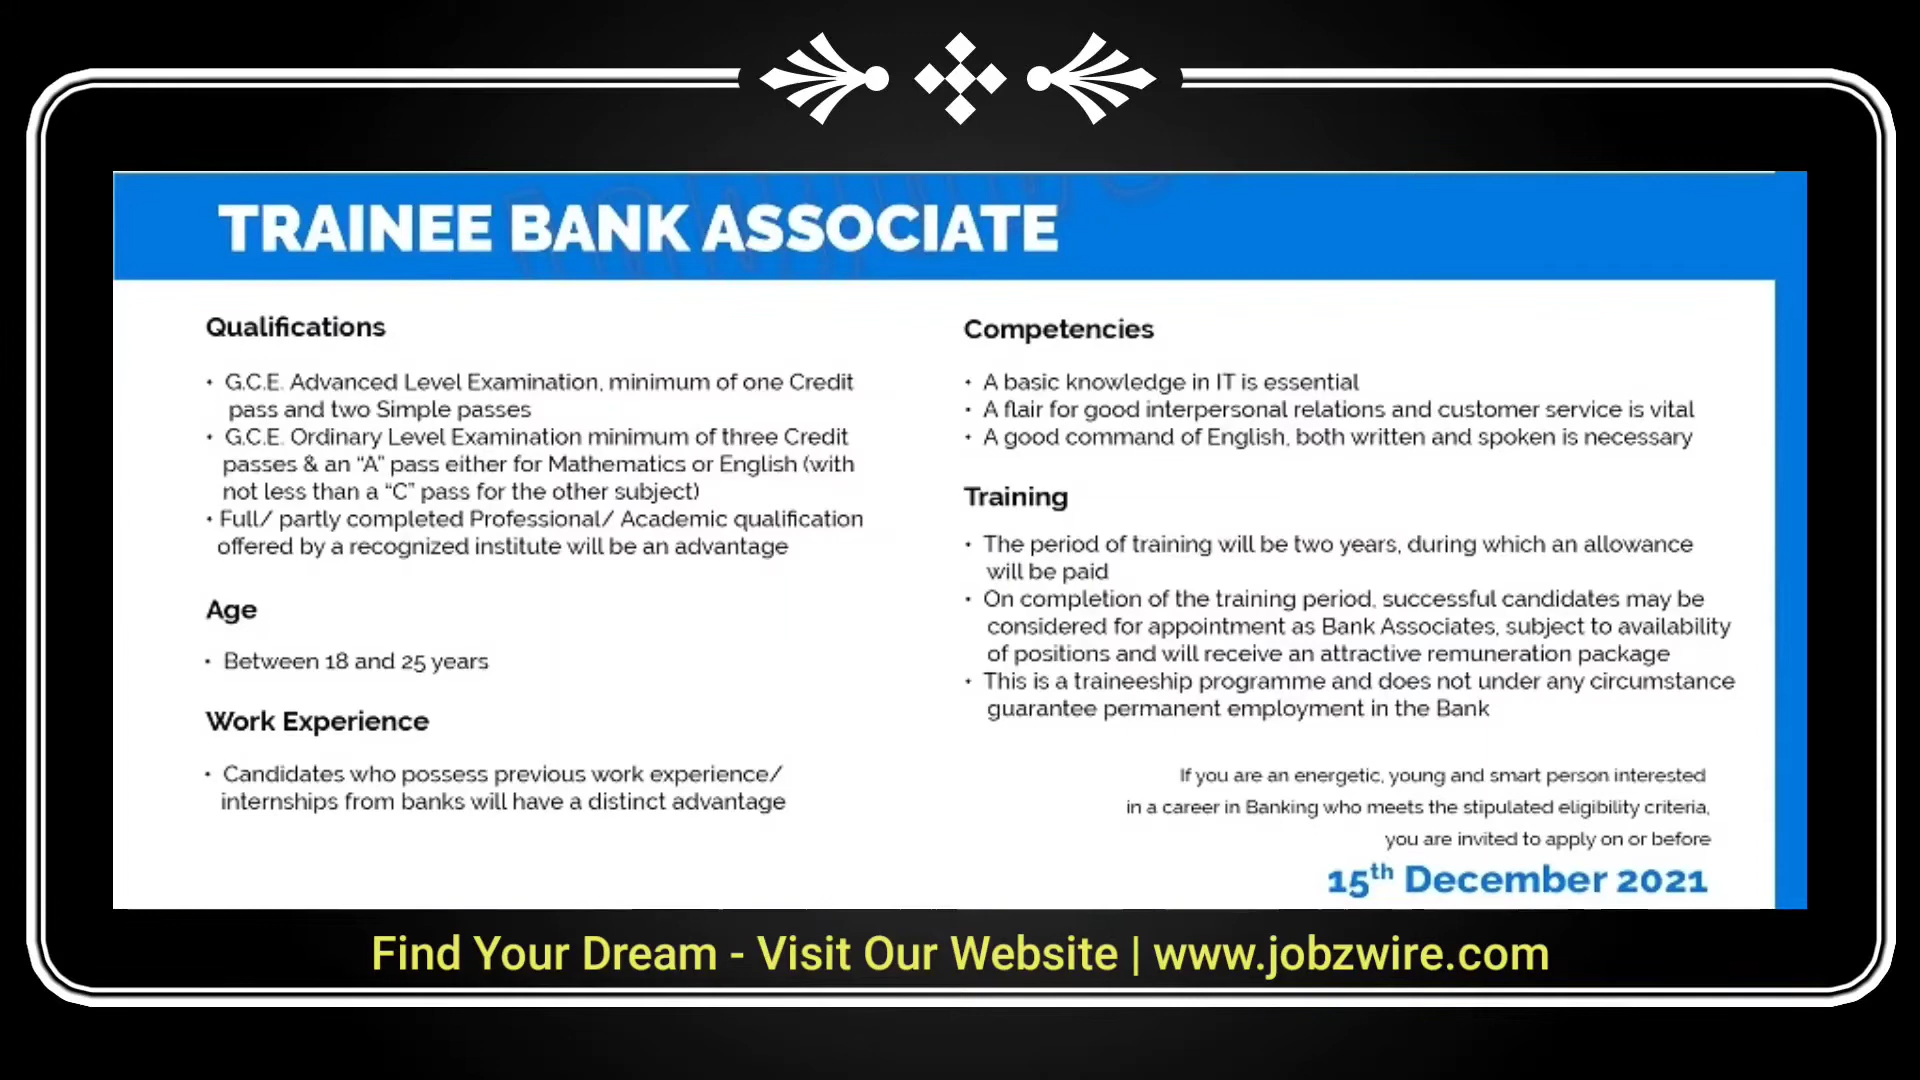 TRAINEE BANK ASSOCIATE
Qualifications
• G.C.E. Advanced Level Examination, minimum of one Credit
pass and two Simple passes
• G.C.E. Ordinary Level Examination minimum of three Credit
passes & an “A” pass either for Mathematics or English (with
not less than a “C” pass for the other subject)
• Full/ partly completed Professional/ Academic qualification
offered by a recognized institute will be an advantage
Age
• Between 18 and 25 years
Work Experience
• Candidates who possess previous work experience/
internships from banks will have a distinct advantage
Competencies
• A basic knowledge in IT is essential
• A flair for good interpersonal relations and customer service is vital
• A good command of English, both written and spoken is necessary
Training
• The period of training will be two years, during which an allowance
will be paid
• On completion of the training period, successful candidates may be
considered for appointment as Bank Associates, subject to availability
of positions and will receive an attractive remuneration package
• This is a traineeship programme and does not under any circumstance
guarantee permanent employment in the Bank
If you are an energetic, young and smart person interested
in a career in Banking who meets the stipulated eligibility criteria,
you are invited to apply on or before
15th December 2021
Find Your Dream - Visit Our Website | www.jobzwire.com